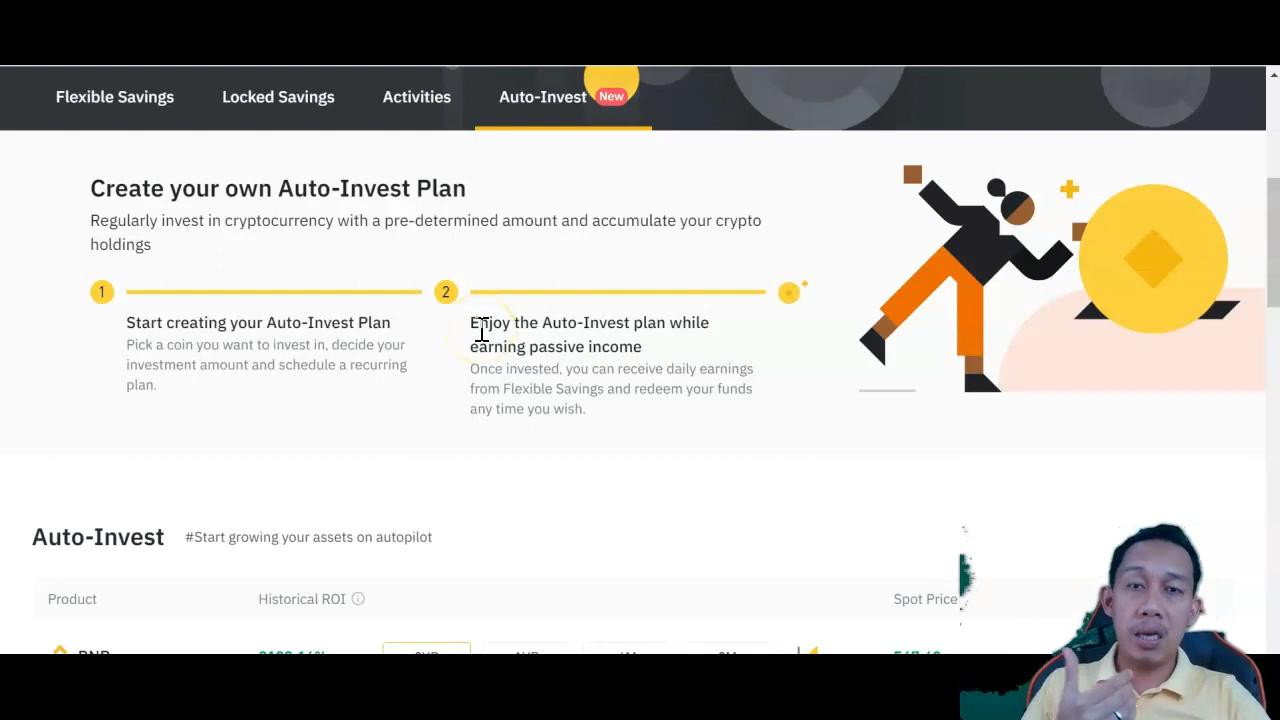 Flexible Savings Locked Savings Activities Auto-Invest New
Create your own Auto-Invest Plan
Regularly invest in cryptocurrency with a pre-determined amount and accumulate your crypto
holdings
1
Start creating your Auto-Invest Plan
Pick a coin you want to invest in, decide your
investment amount and schedule a recurring
plan.
2
Enjoy the Auto-Invest plan while
earning passive income
Once invested, you can receive daily earnings
from Flexible Savings and redeem your funds
any time you wish.
Auto-Invest #Start growing your assets on autopilot
Product Historical ROI Spot Price
BNB